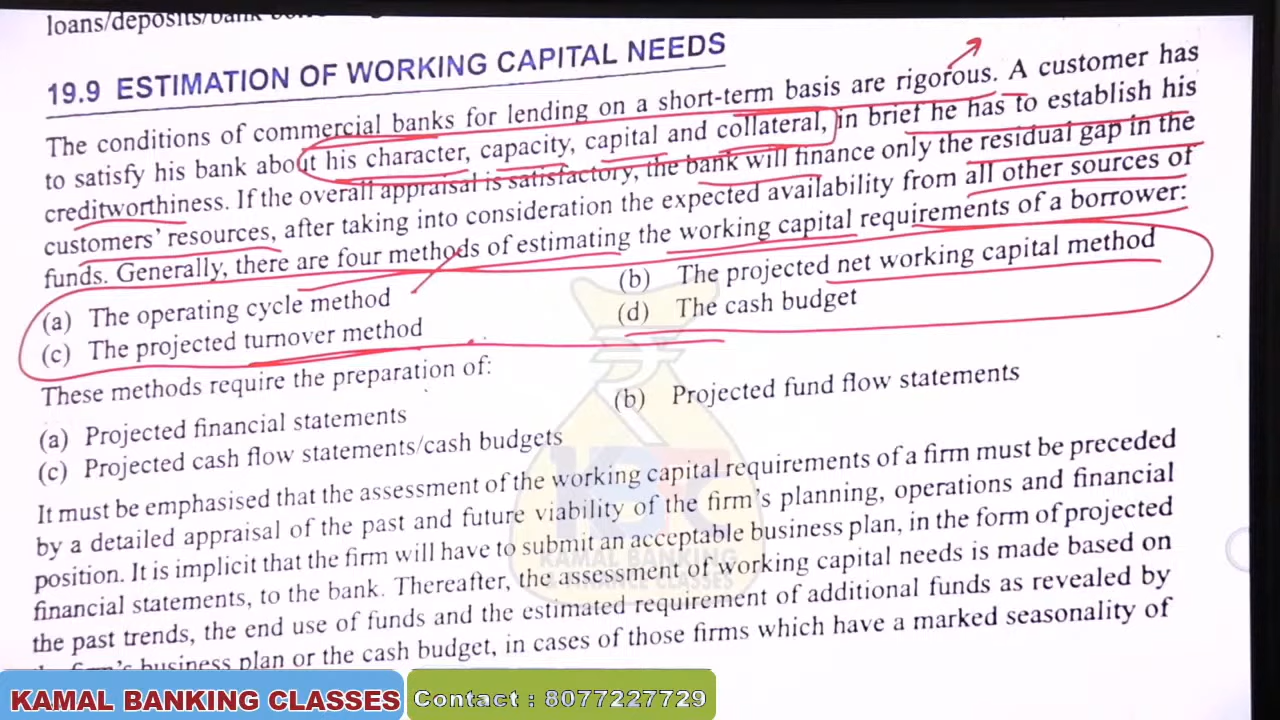 loans/deposits/bank
19.9 ESTIMATION OF WORKING CAPITAL NEEDS
The conditions of commercial banks for lending on a short-term basis are rigorous. A customer has
to satisfy his bank about his character, capacity, capital and collateral, in brief he has to establish his
creditworthiness. If the overall appraisal is satisfactory, the bank will finance only the residual gap in the
customers' resources, after taking into consideration the expected availability from all other sources of
funds. Generally, there are four methods of estimating the working capital requirements of a borrower:
(a) The operating cycle method (b) The projected net working capital method
(c) The projected turnover method (d) The cash budget
These methods require the preparation of:
(a) Projected financial statements (b) Projected fund flow statements
(c) Projected cash flow statements/cash budgets
It must be emphasised that the assessment of the working capital requirements of a firm must be preceded
by a detailed appraisal of the past and future viability of the firm's planning, operations and financial
position. It is implicit that the firm will have to submit an acceptable business plan, in the form of projected
financial statements, to the bank. Thereafter, the assessment of working capital needs is made based on
the past trends, the end use of funds and the estimated requirement of additional funds as revealed by
the firm's business plan or the cash budget, in cases of those firms which have a marked seasonality of
KAMAL BANKING
CLASSES
KAMAL BANKING CLASSES
Contact : 8077227729